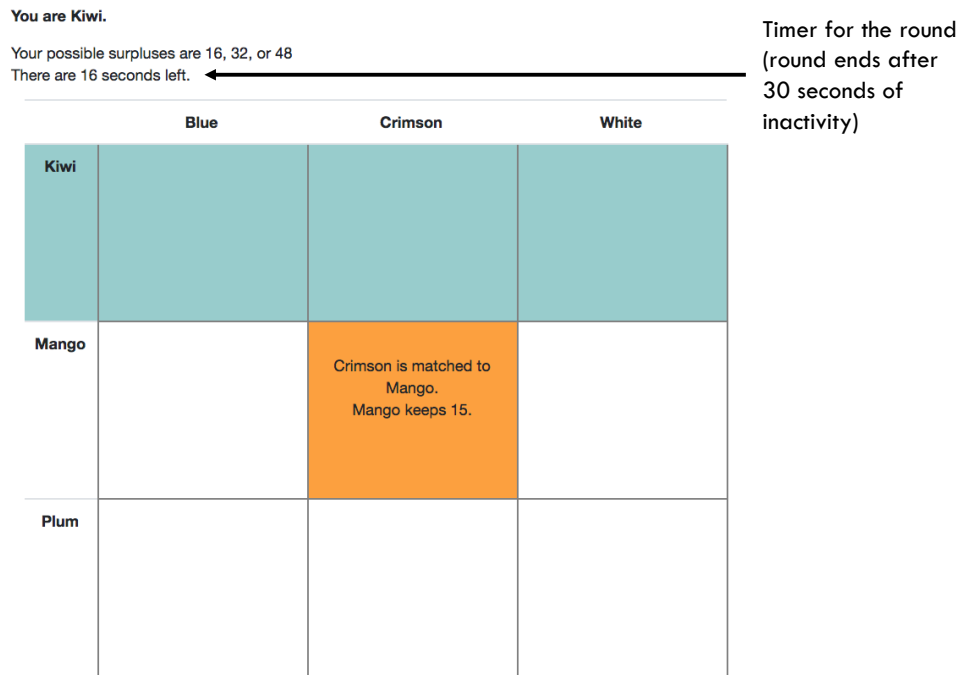 You are Kiwi.
Your possible surpluses are 16, 32, or 48
There are 16 seconds left.
Timer for the round
(round ends after
30 seconds of
inactivity)
Blue Crimson White
Kiwi
Mango
Crimson is matched to
Mango.
Mango keeps 15.
Plum